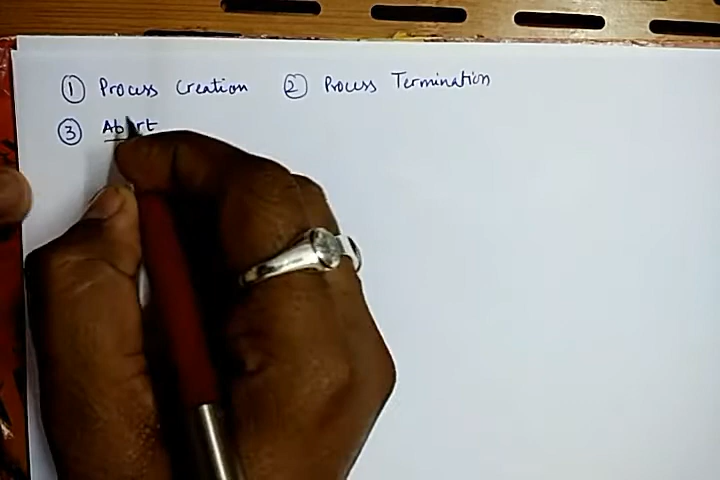 ① Process Creation ② Process Termination
③ Abort